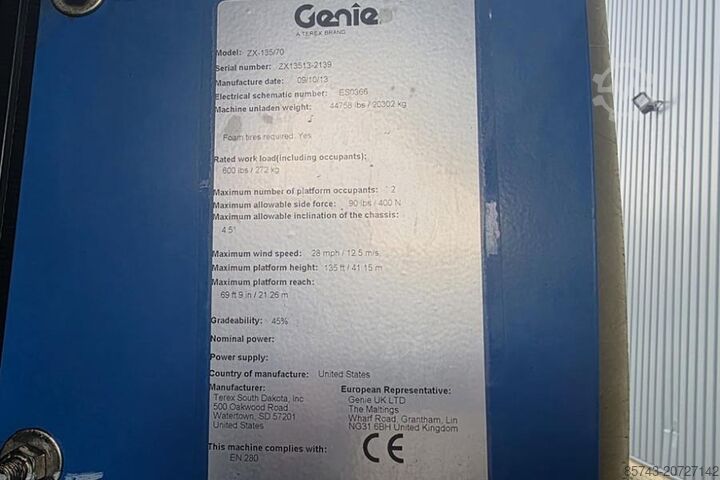 Genie
A TEREX BRAND
Model: ZX-135/70
Serial number: ZX13513-2139
Manufacture date: 09/10/13
Electrical schematic number: ES0366
Machine unladen weight: 44758 lbs / 20302 kg
Foam tires required: Yes
Rated work load(including occupants):
600 lbs / 272 kg
Maximum number of platform occupants: 2
Maximum allowable side force: 90 lbs / 400 N
Maximum allowable inclination of the chassis:
4.5°
Maximum wind speed: 28 mph / 12.5 m/s
Maximum platform height: 135 ft / 41.15 m
Maximum platform reach:
69 ft 9 in / 21.26 m
Gradeability: 45%
Nominal power:
Power supply:
Country of manufacture: United States
Manufacturer:
Terex South Dakota, Inc
500 Oakwood Road
Watertown, SD 57201
United States
European Representative:
Genie UK LTD
The Maltings
Wharf Road, Grantham, Lin
NG31 6BH United Kingdom
This machine complies with:
EN 280
CE
85743-20727142